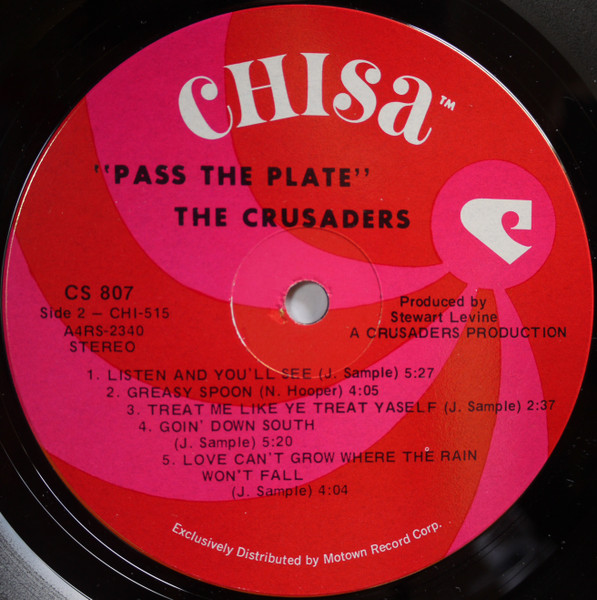 CHISa™
"PASS THE PLATE"
THE CRUSADERS
CS 807
Side 2 – CHI-515
A4RS-2340
STEREO
Produced by
Stewart Levine
A CRUSADERS PRODUCTION
1. LISTEN AND YOU'LL SEE (J. Sample) 5:27
2. GREASY SPOON (N. Hooper) 4:05
3. TREAT ME LIKE YE TREAT YASELF (J. Sample) 2:37
4. GOIN' DOWN SOUTH
(J. Sample) 5:20
5. LOVE CAN'T GROW WHERE THE RAIN
WON'T FALL
(J. Sample) 4:04
Exclusively Distributed by Motown Record Corp.